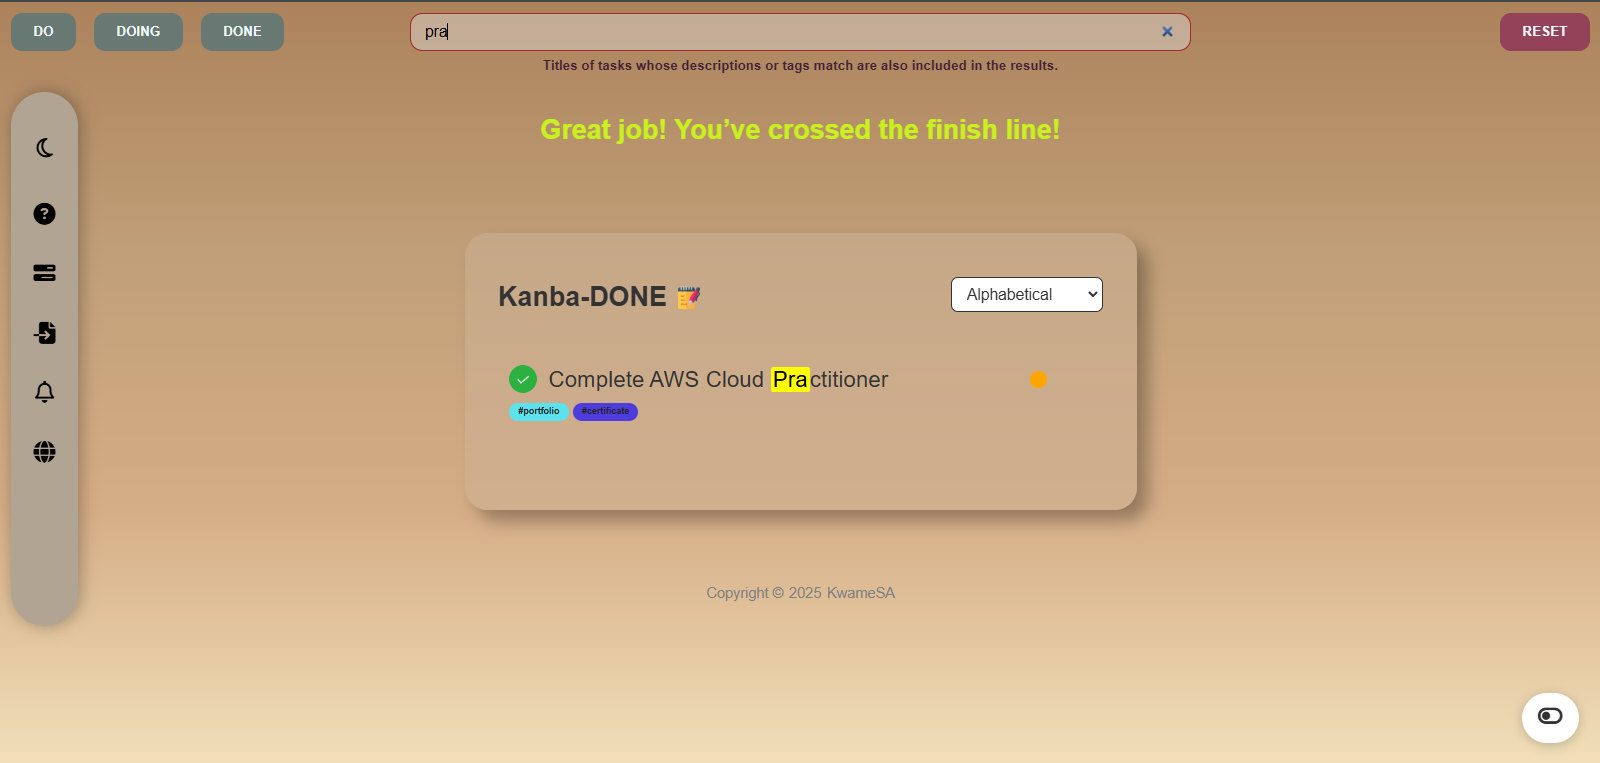 DO DOING DONE pra RESET
Titles of tasks whose descriptions or tags match are also included in the results.
Great job! You’ve crossed the finish line!
Kanba-DONE Alphabetical
Complete AWS Cloud Practitioner
#portfolio #certificate
Copyright © 2025 KwameSA